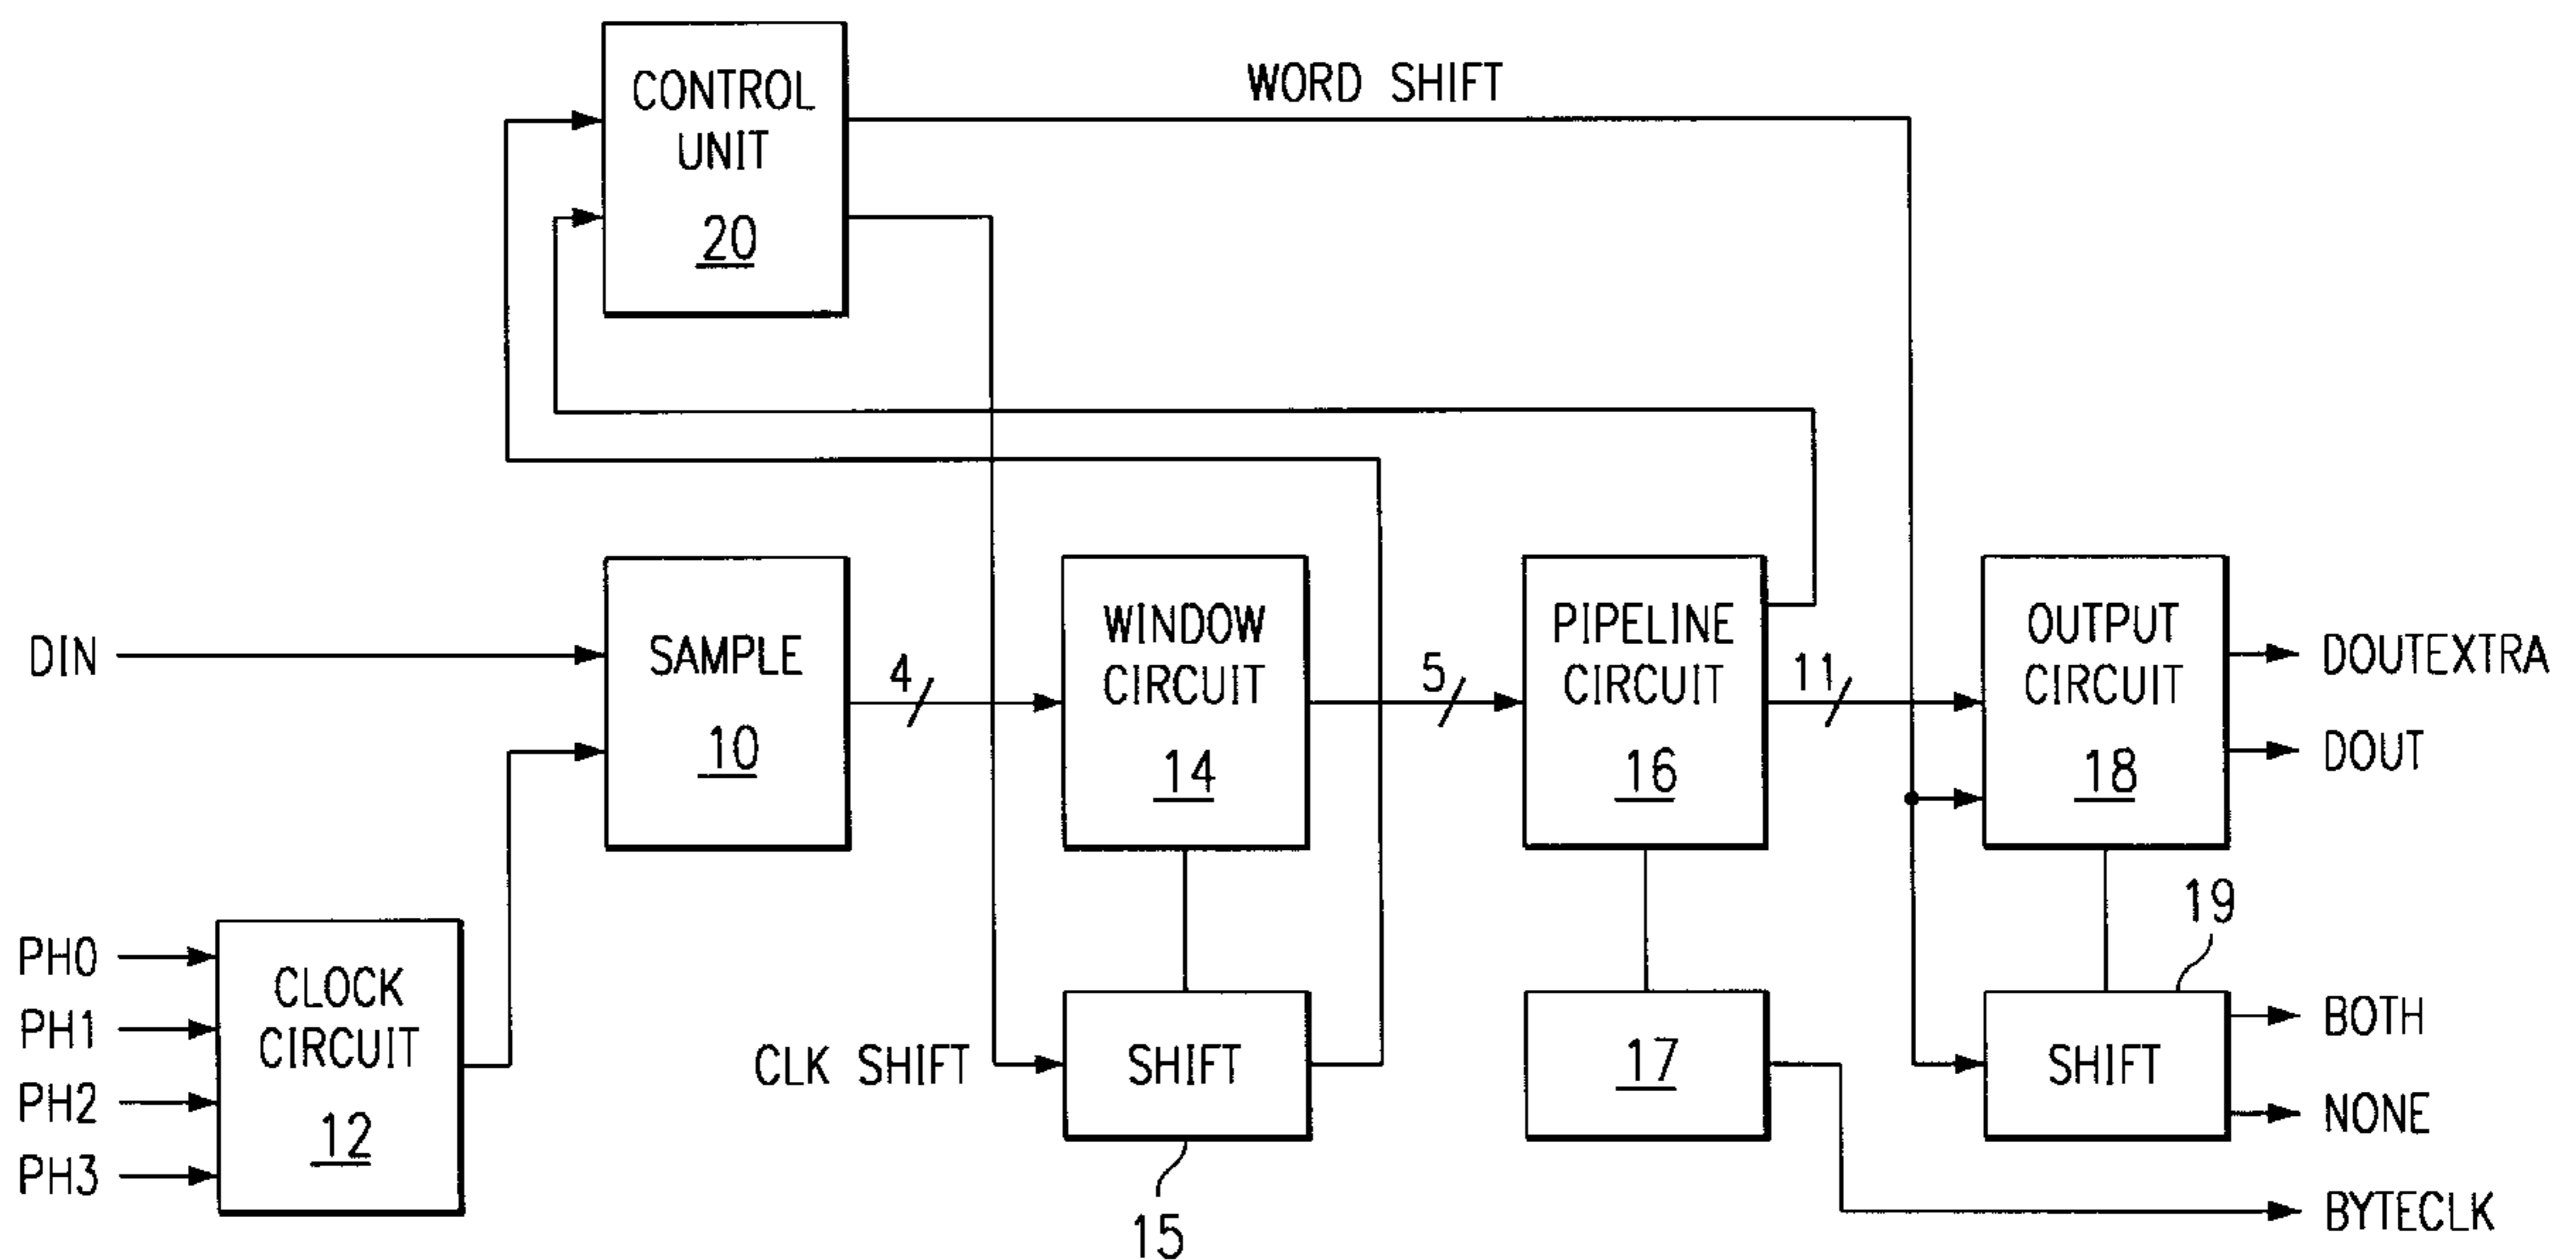 CONTROL
UNIT
20
WORD SHIFT
DIN
SAMPLE
10
4
WINDOW
CIRCUIT
14
5
PIPELINE
CIRCUIT
16
11
OUTPUT
CIRCUIT
18
DOUTEXTRA
DOUT
PH0
PH1
PH2
PH3
CLOCK
CIRCUIT
12
CLK SHIFT
SHIFT
15
17
19
SHIFT
BOTH
NONE
BYTECLK